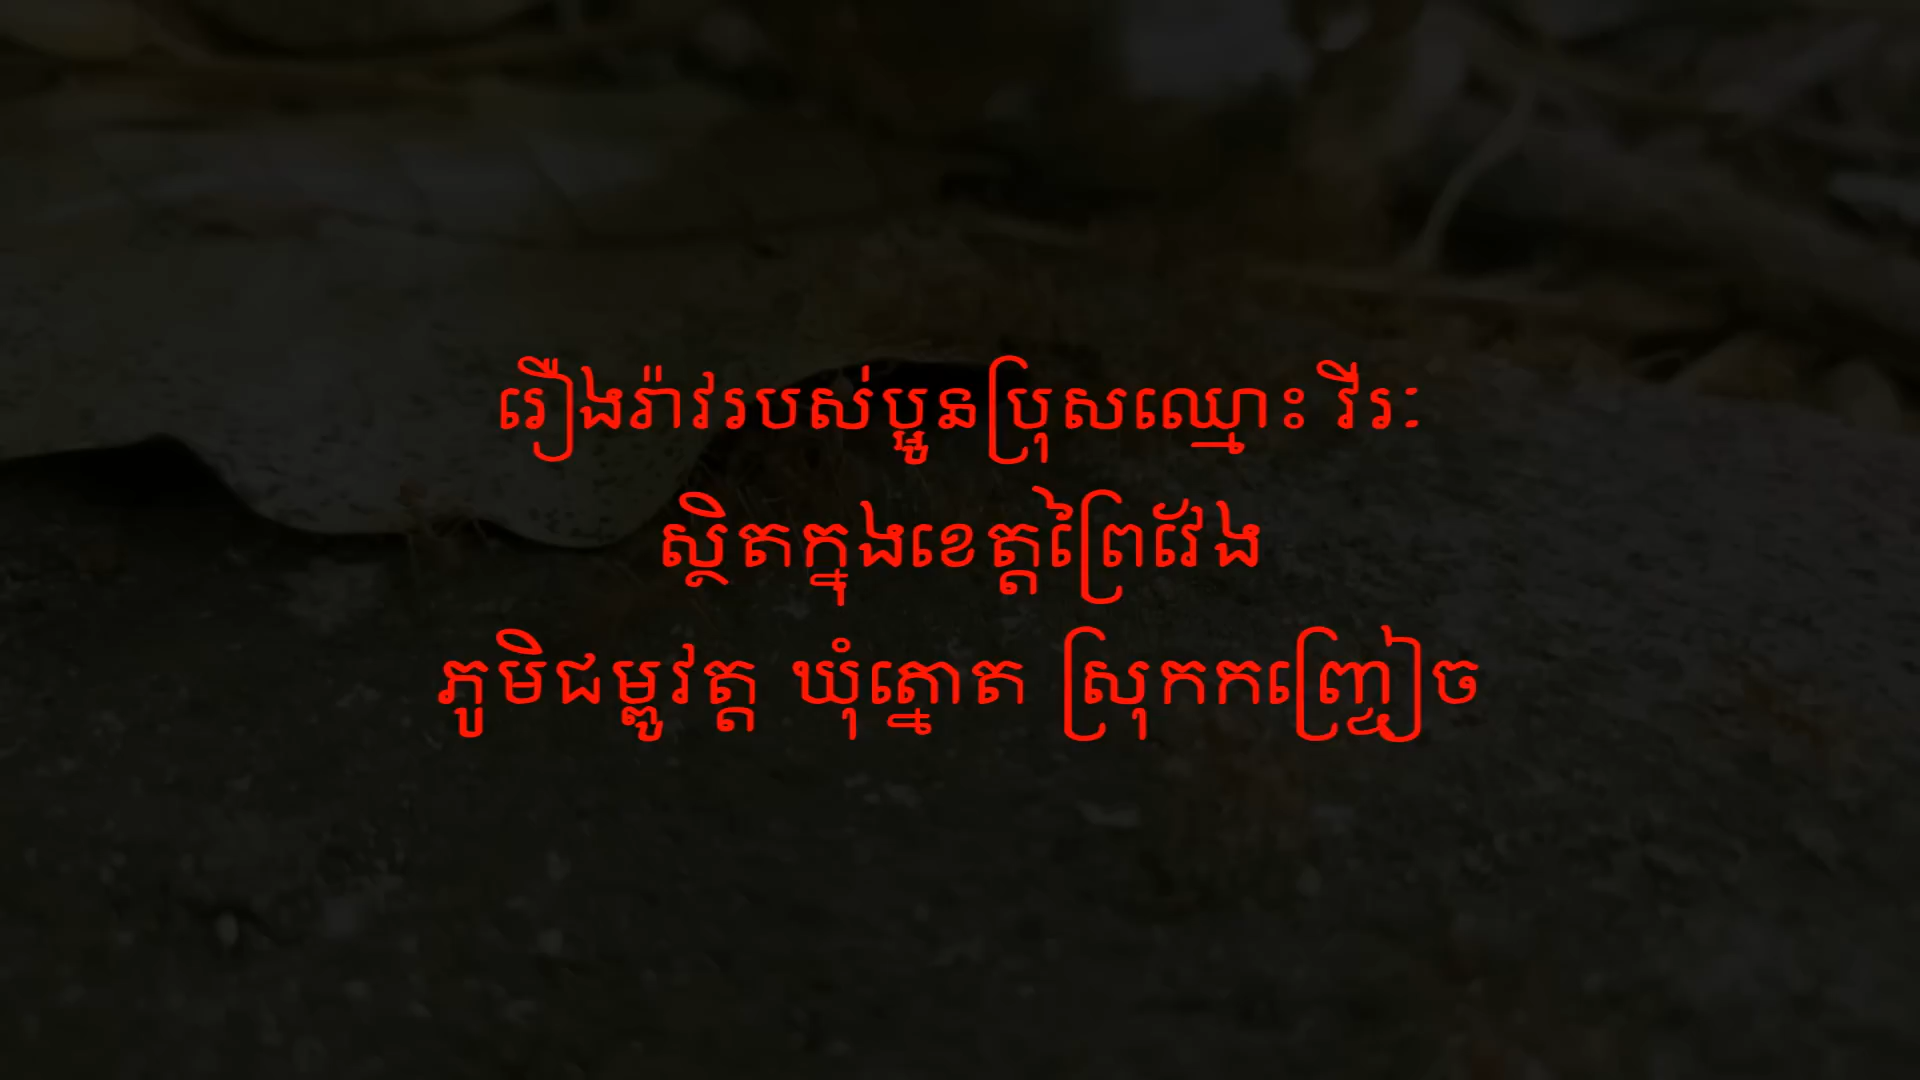 រឿងរ៉ាវរបស់ប្អូនប្រុសឈ្មោះ វីរៈ
ស្ថិតក្នុងខេត្តព្រៃវែង
ភូមិជម្ពូវត្ត ឃុំត្នោត ស្រុកកញ្ជ្រៀច